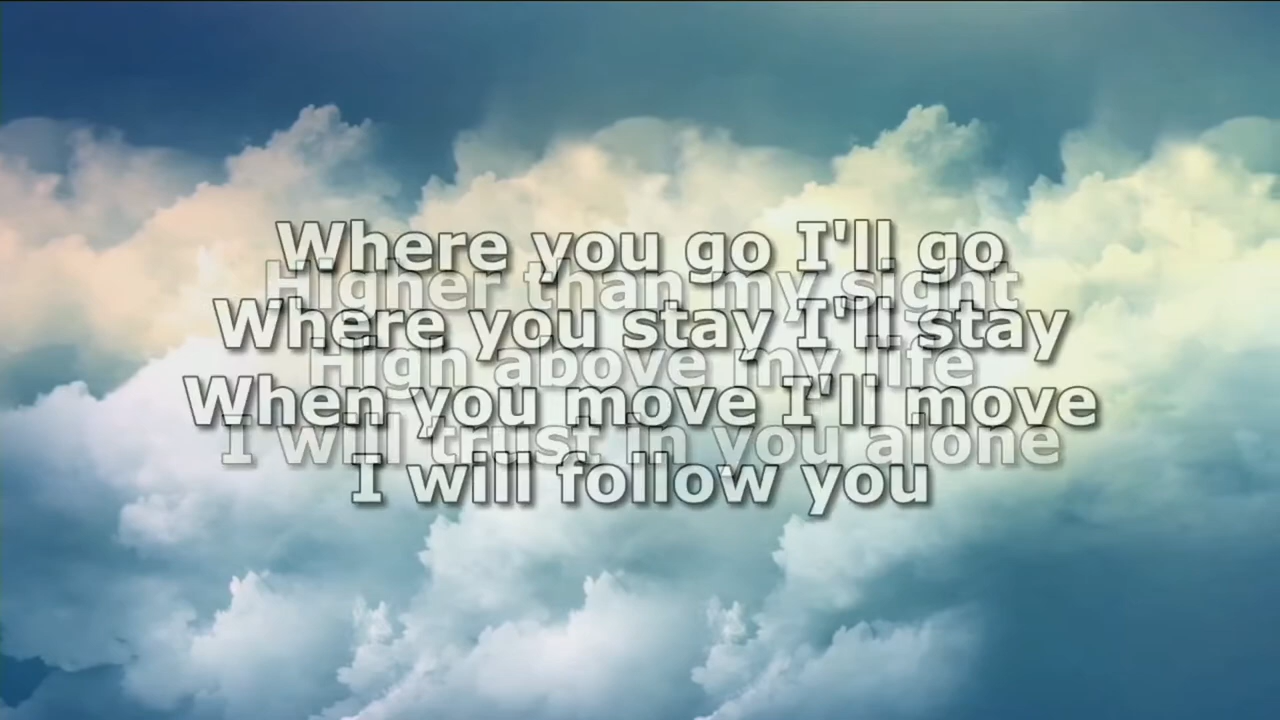 Where you go I'll go
Higher than my sight
Where you stay I'll stay
High above my life
When you move I'll move
I will trust in you alone
I will follow you